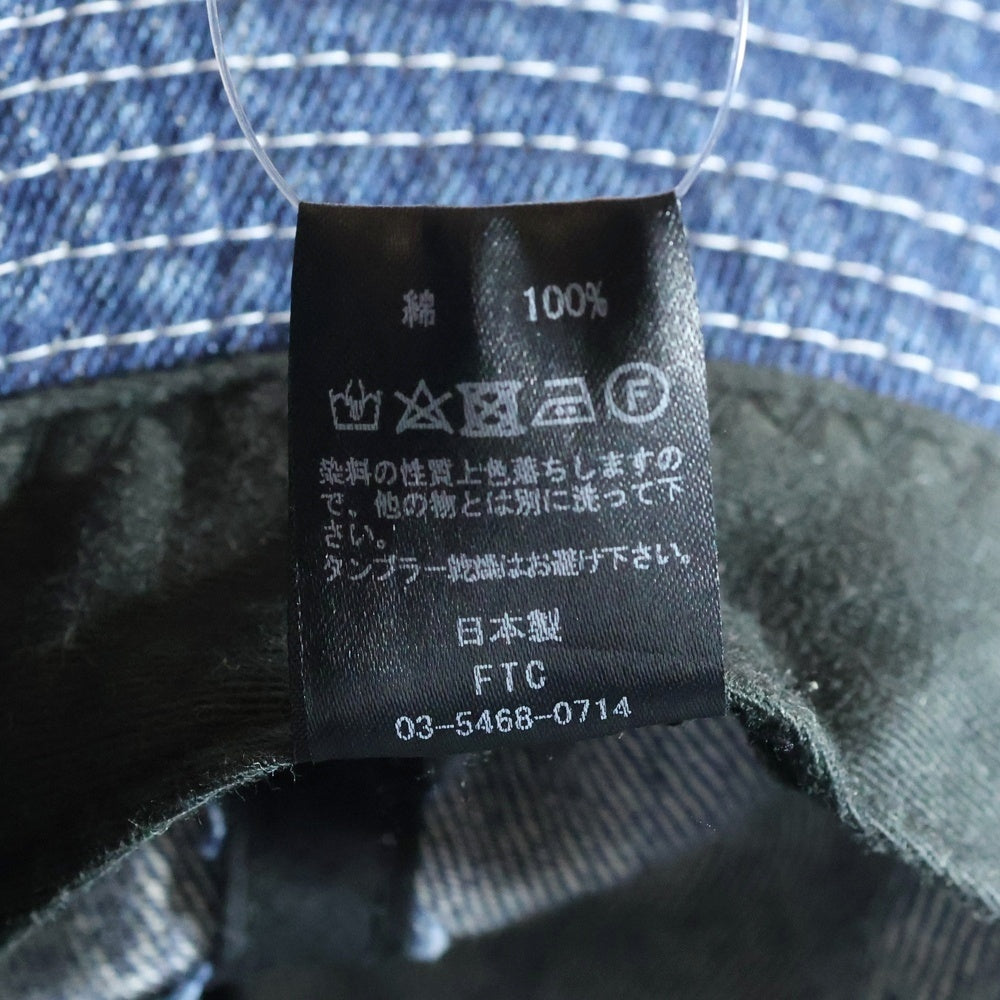 綿 100%
F
染料の性質上色落ちしますの
で、他の物とは別に洗って下
さい。
タンブラー乾燥はお避け下さい。
日本製
FTC
03-5468-0714